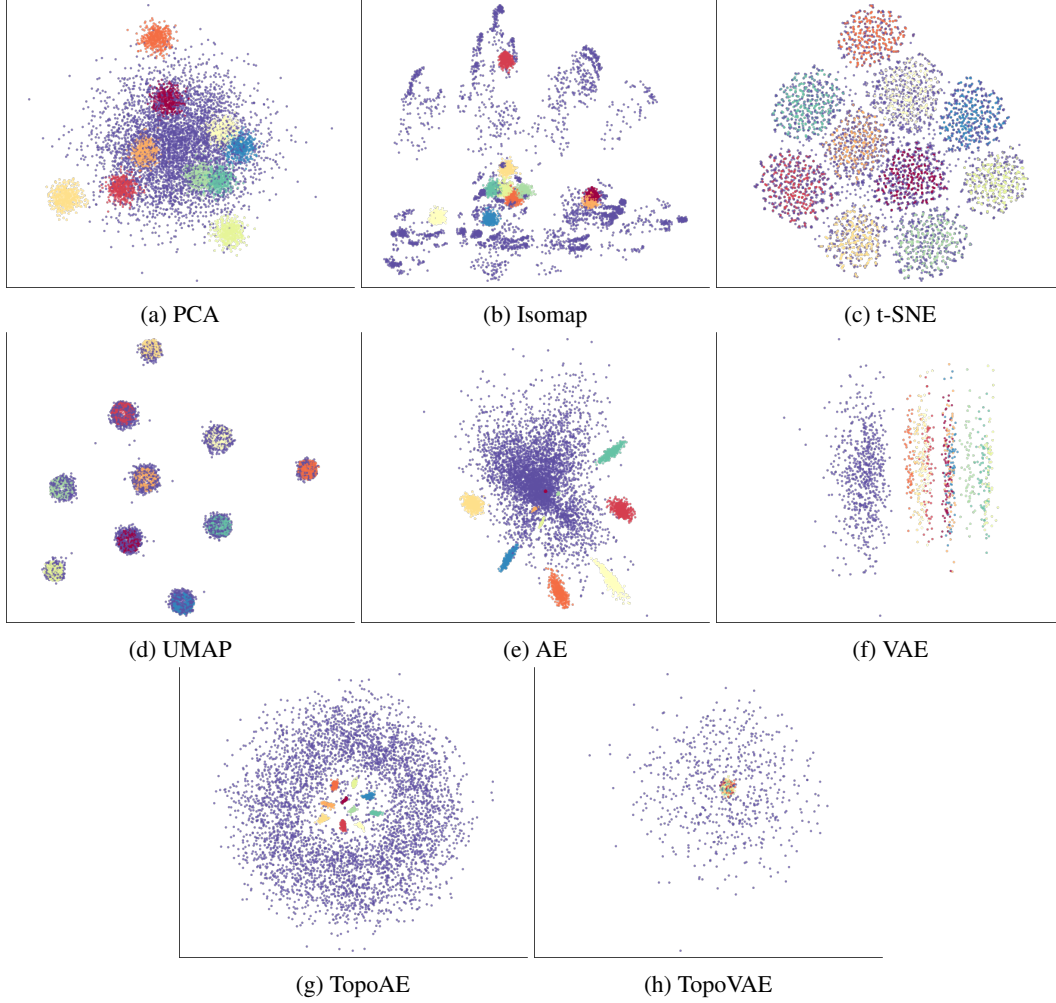 (a) PCA
(b) Isomap
(c) t-SNE
(d) UMAP
(e) AE
(f) VAE
(g) TopoAE
(h) TopoVAE